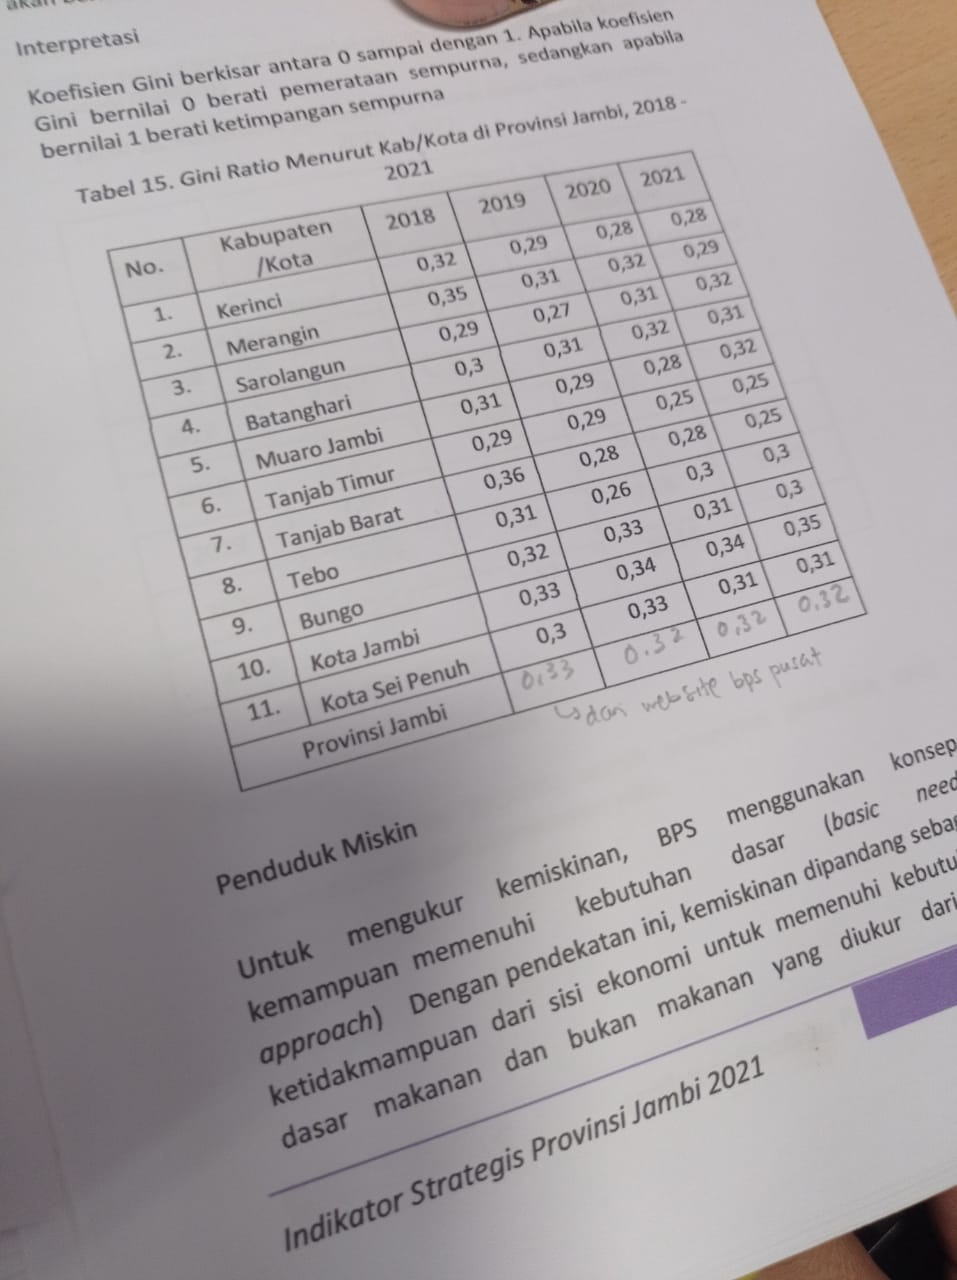 akan
Interpretasi
Koefisien Gini berkisar antara 0 sampai dengan 1. Apabila koefisien
Gini bernilai 0 berati pemerataan sempurna, sedangkan apabila
bernilai 1 berati ketimpangan sempurna
Tabel 15. Gini Ratio Menurut Kab/Kota di Provinsi Jambi, 2018 -
2021
No. Kabupaten /Kota 2018 2019 2020 2021
1. Kerinci 0,32 0,29 0,28 0,28
2. Merangin 0,35 0,31 0,32 0,29
3. Sarolangun 0,29 0,27 0,31 0,32
4. Batanghari 0,3 0,31 0,32 0,31
5. Muaro Jambi 0,31 0,29 0,28 0,32
6. Tanjab Timur 0,29 0,29 0,25 0,25
7. Tanjab Barat 0,36 0,28 0,28 0,25
8. Tebo 0,31 0,26 0,3 0,3
9. Bungo 0,32 0,33 0,31 0,3
10. Kota Jambi 0,33 0,34 0,34 0,35
11. Kota Sei Penuh 0,3 0,33 0,31 0,31
Provinsi Jambi 0,33 0.32 0,32 0.32
↳ dari website bps pusat
Penduduk Miskin
Untuk mengukur kemiskinan, BPS menggunakan konsep
kemampuan memenuhi kebutuhan dasar (basic need
approach) Dengan pendekatan ini, kemiskinan dipandang sebag
ketidakmampuan dari sisi ekonomi untuk memenuhi kebutu
dasar makanan dan bukan makanan yang diukur dari
Indikator Strategis Provinsi Jambi 2021